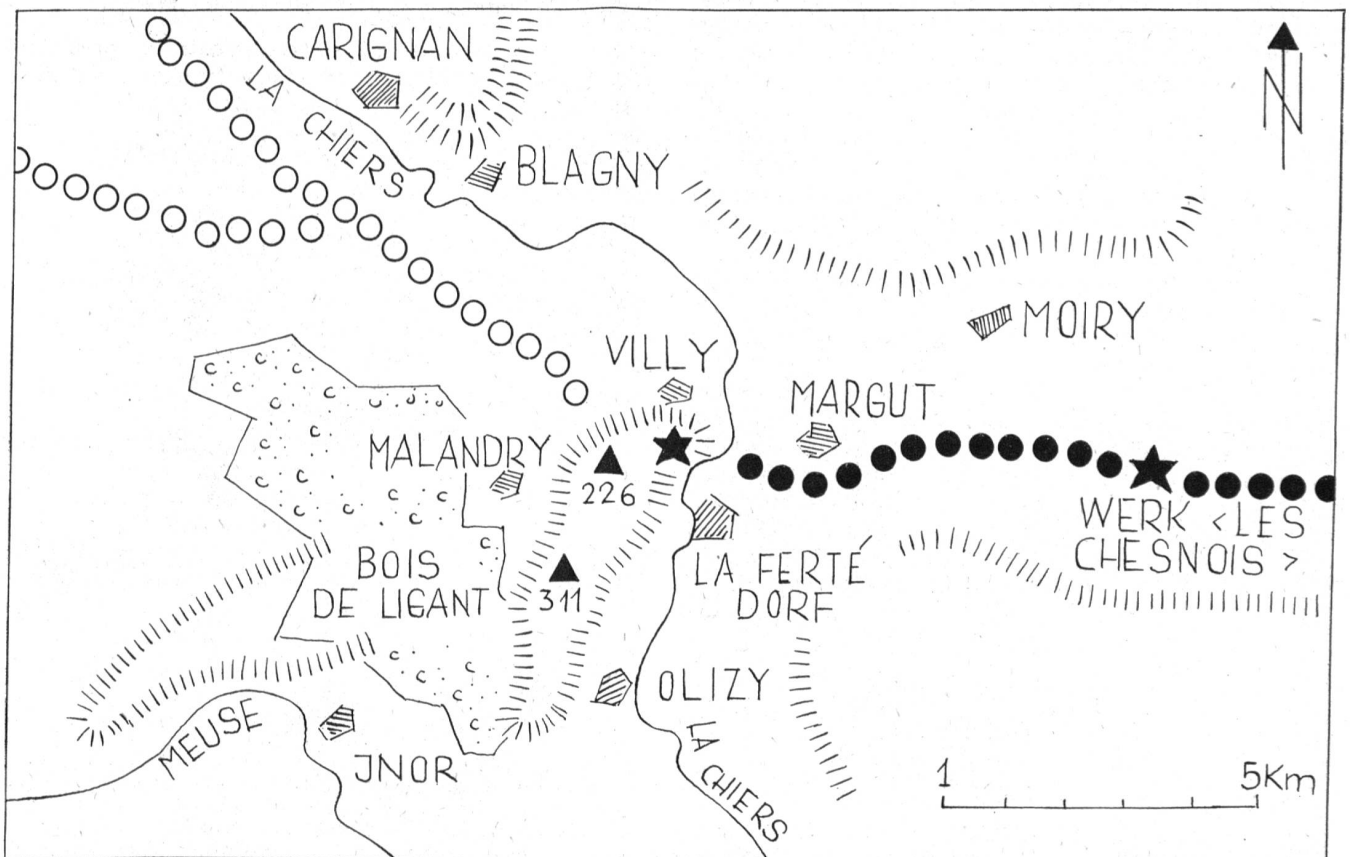 CARIGNAN
N
LA CHIERS
BLAGNY
MOIRY
VILLY
MARGUT
MALANDRY
226
WERK <LES
CHESNOIS >
LA FERTÉ
DORF
BOIS
DE LIGANT
311
OLIZY
MEUSE
JNOR
LA CHIERS
1 5Km